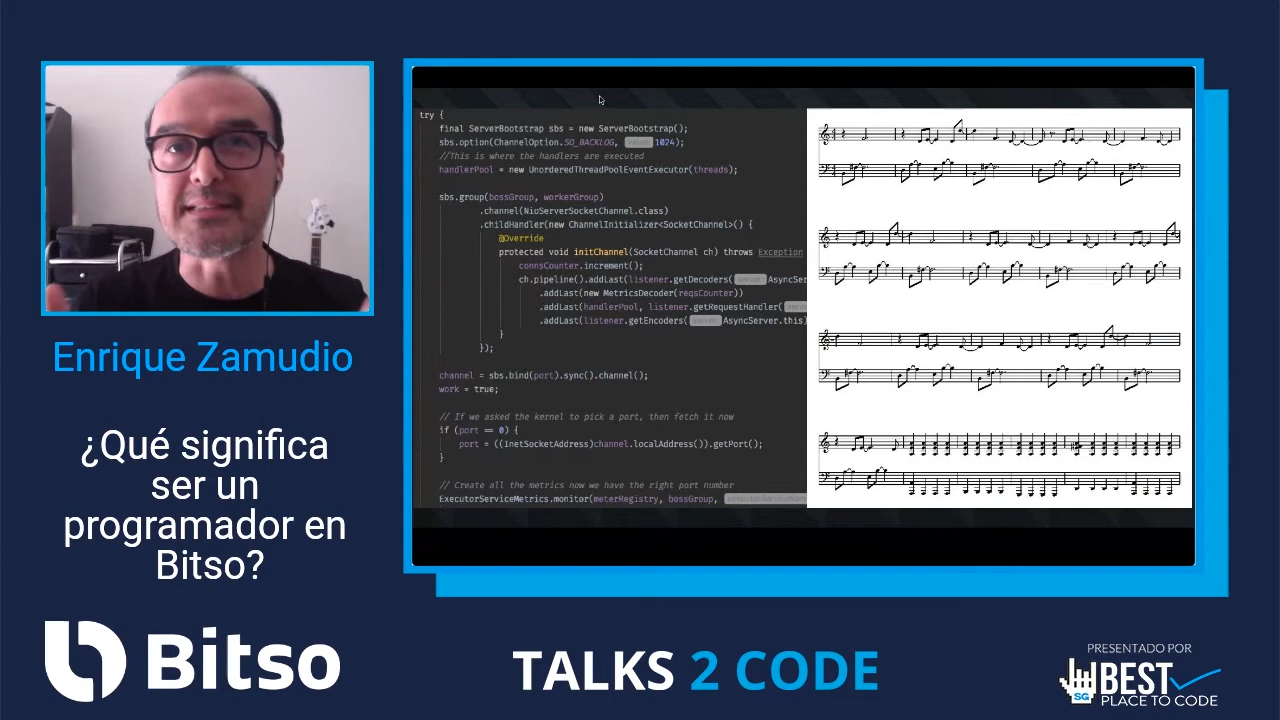 Enrique Zamudio
¿Qué significa
ser un
programador en
Bitso?
Bitso
try {
final ServerBootstrap sbs = new ServerBootstrap();
sbs.option(ChannelOption.SO_BACKLOG, 1024);
//This is where the handlers are executed
handlerPool = new UnorderedThreadPoolEventExecutor(threads);
sbs.group(bossGroup, workerGroup)
.channel(NioServerSocketChannel.class)
.childHandler(new ChannelInitializer<SocketChannel>() {
@Override
protected void initChannel(SocketChannel ch) throws Exception
connsCounter.increment();
ch.pipeline().addLast(listener.getDecoders( AsyncSer
.addLast(new MetricsDecoder(reqsCounter))
.addLast(handlerPool, listener.getRequestHandler(
.addLast(listener.getEncoders( AsyncServer.this)
}
});
channel = sbs.bind(port).sync().channel();
work = true;
// If we asked the kernel to pick a port, then fetch it now
if (port == 0) {
port = ((InetSocketAddress)channel.localAddress()).getPort();
}
// Create all the metrics now we have the right port number
ExecutorServiceMetrics.monitor(meterRegistry, bossGroup,
TALKS 2 CODE
PRESENTADO POR
SG
BEST
PLACE TO CODE